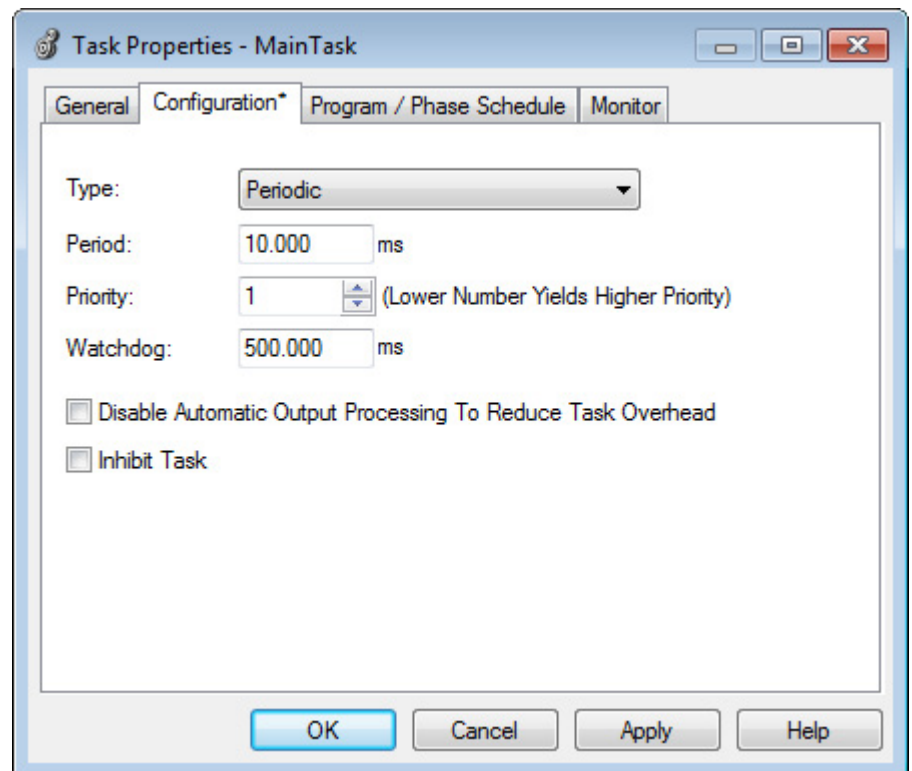 Task Properties - MainTask
General Configuration* Program / Phase Schedule Monitor
Type: Periodic
Period: 10.000 ms
Priority: 1 (Lower Number Yields Higher Priority)
Watchdog: 500.000 ms
Disable Automatic Output Processing To Reduce Task Overhead
Inhibit Task
OK Cancel Apply Help